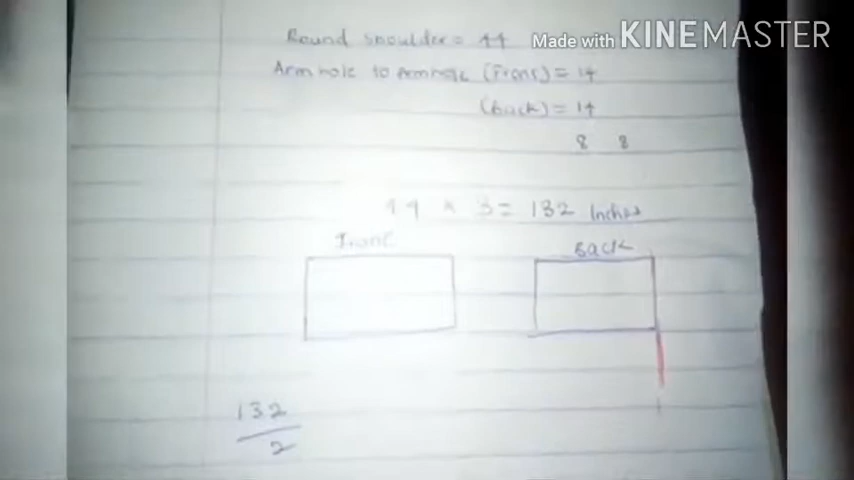 Made with KINEMASTER
Round shoulder = 44
Armhole to Armhole (Front) = 14
(back) = 14
8 8
44 x 3 = 132 Inches
Front
Back
132
2